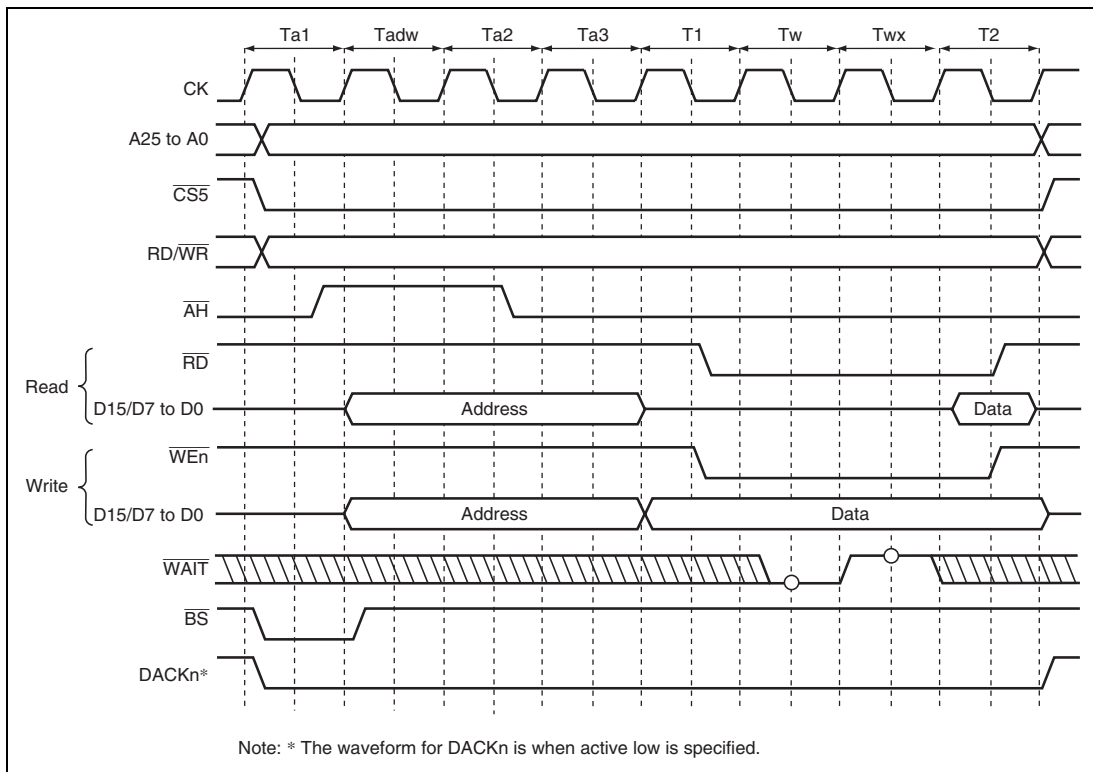 Ta1 Tadw Ta2 Ta3 T1 Tw Twx T2
CK
A25 to A0
CS5
RD/WR
AH
Read
RD
D15/D7 to D0 Address Data
Write
WEn
D15/D7 to D0 Address Data
WAIT
BS
DACKn*
Note: * The waveform for DACKn is when active low is specified.